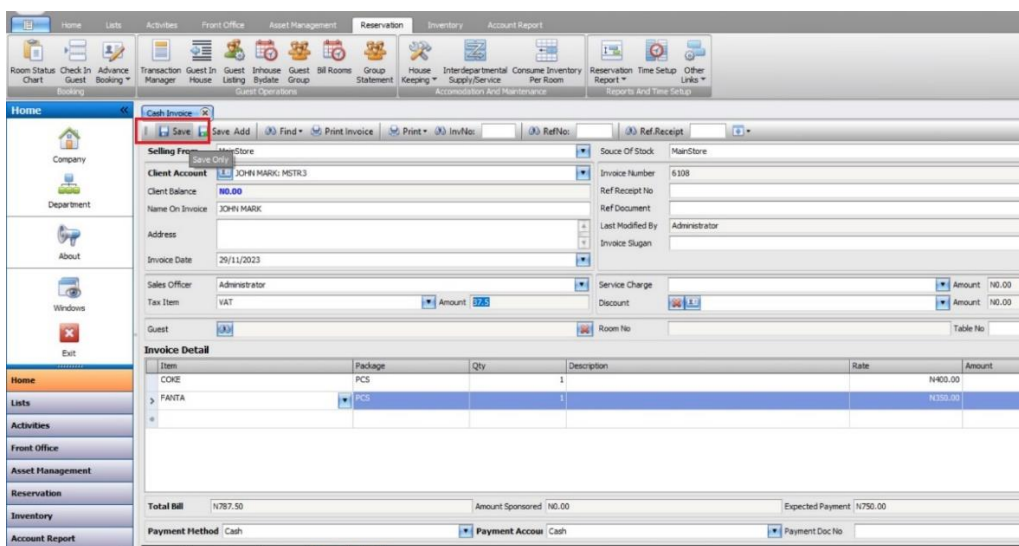 Home Lists Activities Front Office Asset Management Reservation Inventory Account Report
Room Status Check In Advance Transaction Guest In Guest Inhouse Guest Bill Rooms Group House Interdepartmental Consume Inventory Reservation Time Setup Other
Chart Guest Booking Manager House Listing Bydate Group Statement Keeping Supply/Service Per Room Report Links
Booking Guest Operations Accomodation And Maintenance Reports And Time Setup
Home « Cash Invoice
Save Save Add Find Print Invoice Print InvNo: RefNo: Ref.Receipt
Save Only
Company
Department
About
Windows
Exit
Home
Lists
Activities
Front Office
Asset Management
Reservation
Inventory
Account Report
Selling From MainStore Souce Of Stock MainStore
Client Account JOHN MARK: MSTR3 Invoice Number 6108
Client Balance N0.00 Ref Receipt No
Name On Invoice JOHN MARK Ref Document
Address Last Modified By Administrator
Invoice Slugan
Invoice Date 29/11/2023
Sales Officer Administrator Service Charge Amount N0.00
Tax Item VAT Amount 37.5 Discount Amount N0.00
Guest Room No Table No
Invoice Detail
Item Package Qty Description Rate Amount
COKE PCS 1 N400.00
FANTA PCS 1 N350.00
Total Bill N787.50 Amount Sponsored N0.00 Expected Payment N750.00
Payment Method Cash Payment Accour Cash Payment Doc No